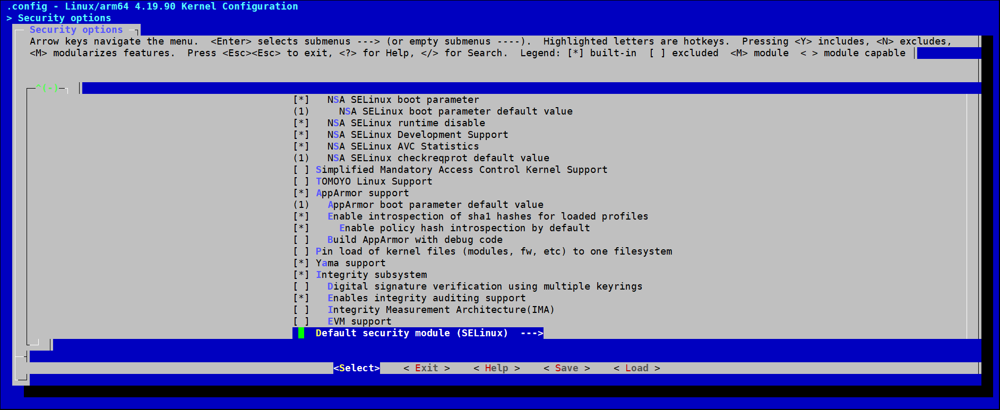 .config - Linux/arm64 4.19.90 Kernel Configuration
> Security options
Security options
Arrow keys navigate the menu.  <Enter> selects submenus ---> (or empty submenus ----).  Highlighted letters are hotkeys.  Pressing <Y> includes, <N> excludes,
<M> modularizes features.  Press <Esc><Esc> to exit, <?> for Help, </> for Search.  Legend: [*] built-in  [ ] excluded  <M> module  < > module capable
^(-)
[*]   NSA SELinux boot parameter
(1)     NSA SELinux boot parameter default value
[*]   NSA SELinux runtime disable
[*]   NSA SELinux Development Support
[*]   NSA SELinux AVC Statistics
(1)   NSA SELinux checkreqprot default value
[ ] Simplified Mandatory Access Control Kernel Support
[ ] TOMOYO Linux Support
[*] AppArmor support
(1)   AppArmor boot parameter default value
[*]   Enable introspection of sha1 hashes for loaded profiles
[*]     Enable policy hash introspection by default
[ ]   Build AppArmor with debug code
[ ] Pin load of kernel files (modules, fw, etc) to one filesystem
[*] Yama support
[*] Integrity subsystem
[ ]   Digital signature verification using multiple keyrings
[*]   Enables integrity auditing support
[ ]   Integrity Measurement Architecture(IMA)
[ ]   EVM support
Default security module (SELinux)  --->
<Select>    < Exit >    < Help >    < Save >    < Load >